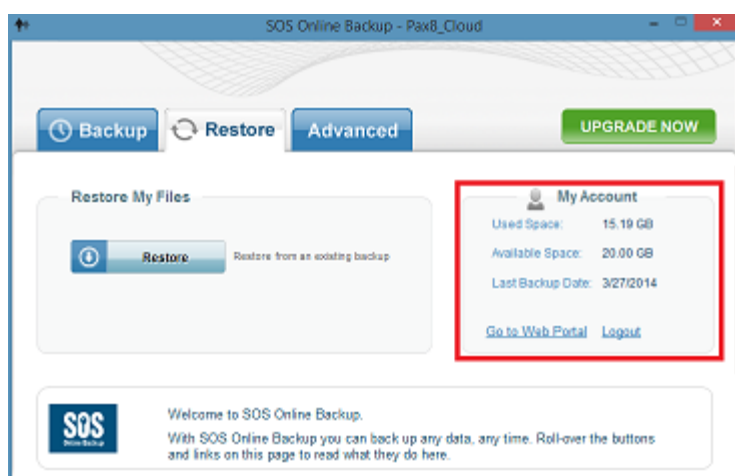 SOS Online Backup - Pax8_Cloud
Backup
Restore
Advanced
UPGRADE NOW
Restore My Files
Restore
Restore from an existing backup
My Account
Used Space: 15.19 GB
Available Space: 20.00 GB
Last Backup Date: 3/27/2014
Go to Web Portal Logout
SOS
Online Backup
Welcome to SOS Online Backup.
With SOS Online Backup you can back up any data, any time. Roll-over the buttons
and links on this page to read what they do here.